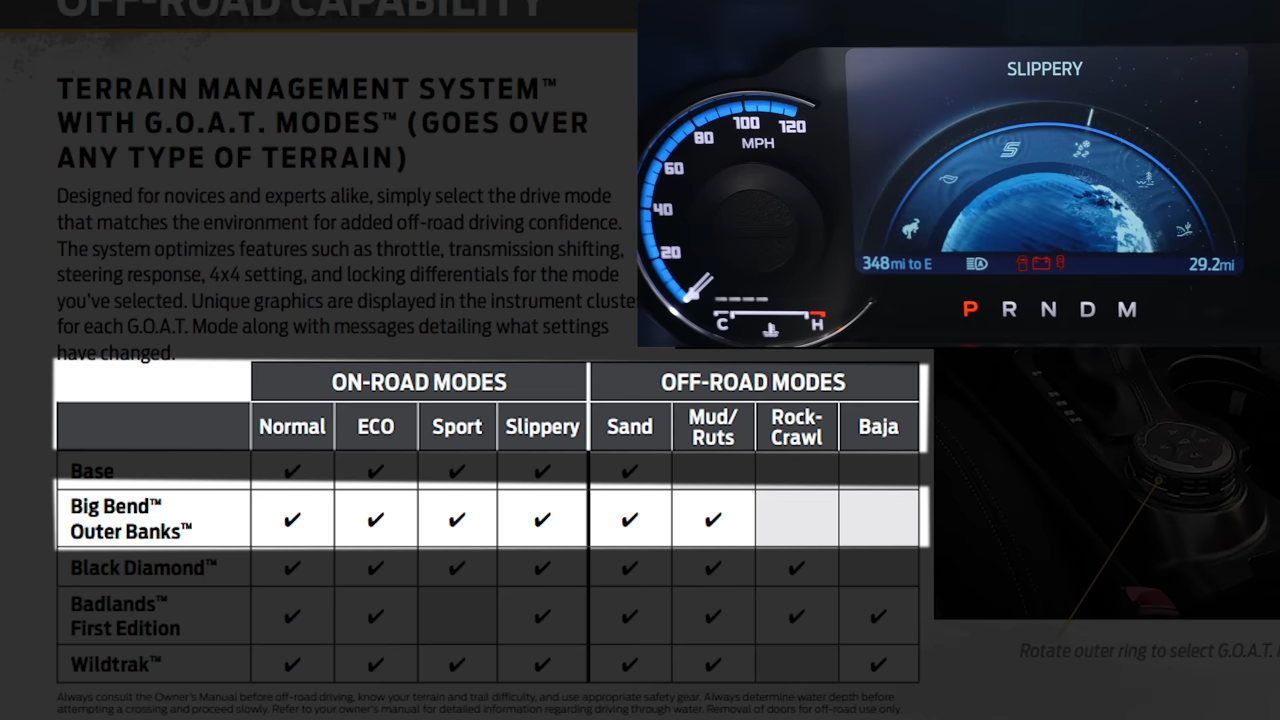 OFF-ROAD CAPABILITY
TERRAIN MANAGEMENT SYSTEM™
WITH G.O.A.T. MODES™ (GOES OVER
ANY TYPE OF TERRAIN)
Designed for novices and experts alike, simply select the drive mode
that matches the environment for added off-road driving confidence.
The system optimizes features such as throttle, transmission shifting,
steering response, 4x4 setting, and locking differentials for the mode
you've selected. Unique graphics are displayed in the instrument cluste
for each G.O.A.T. Mode along with messages detailing what settings
have changed.
SLIPPERY
120
100
80
MPH
60
40
20
C H
348 mi to E
29.2mi
P R N D M
ON-ROAD MODES OFF-ROAD MODES
Normal ECO Sport Slippery Sand Mud/Ruts Rock-Crawl Baja
Base ✔ ✔ ✔ ✔ ✔
Big Bend™
Outer Banks™ ✔ ✔ ✔ ✔ ✔ ✔
Black Diamond™ ✔ ✔ ✔ ✔ ✔ ✔ ✔
Badlands™
First Edition ✔ ✔ ✔ ✔ ✔ ✔ ✔
Wildtrak™ ✔ ✔ ✔ ✔ ✔ ✔ ✔
Rotate outer ring to select G.O.A.T.
Always consult the Owner's Manual before off-road driving, know your terrain and trail difficulty, and use appropriate safety gear. Always determine water depth before
attempting a crossing and proceed slowly. Refer to your owner's manual for detailed information regarding driving through water. Removal of doors for off-road use only.